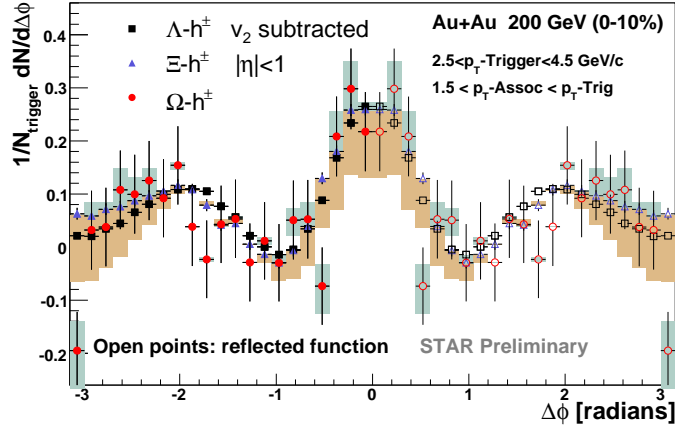 Λ-h± v2 subtracted
Ξ-h± |η|<1
Ω-h±
Au+Au 200 GeV (0-10%)
2.5<pT-Trigger<4.5 GeV/c
1.5 < pT-Assoc < pT-Trig
1/Ntrigger dN/dΔϕ
0.4
0.3
0.2
0.1
0
-0.1
-0.2
Open points: reflected function
STAR Preliminary
-3 -2 -1 0 1 2 3
Δϕ [radians]